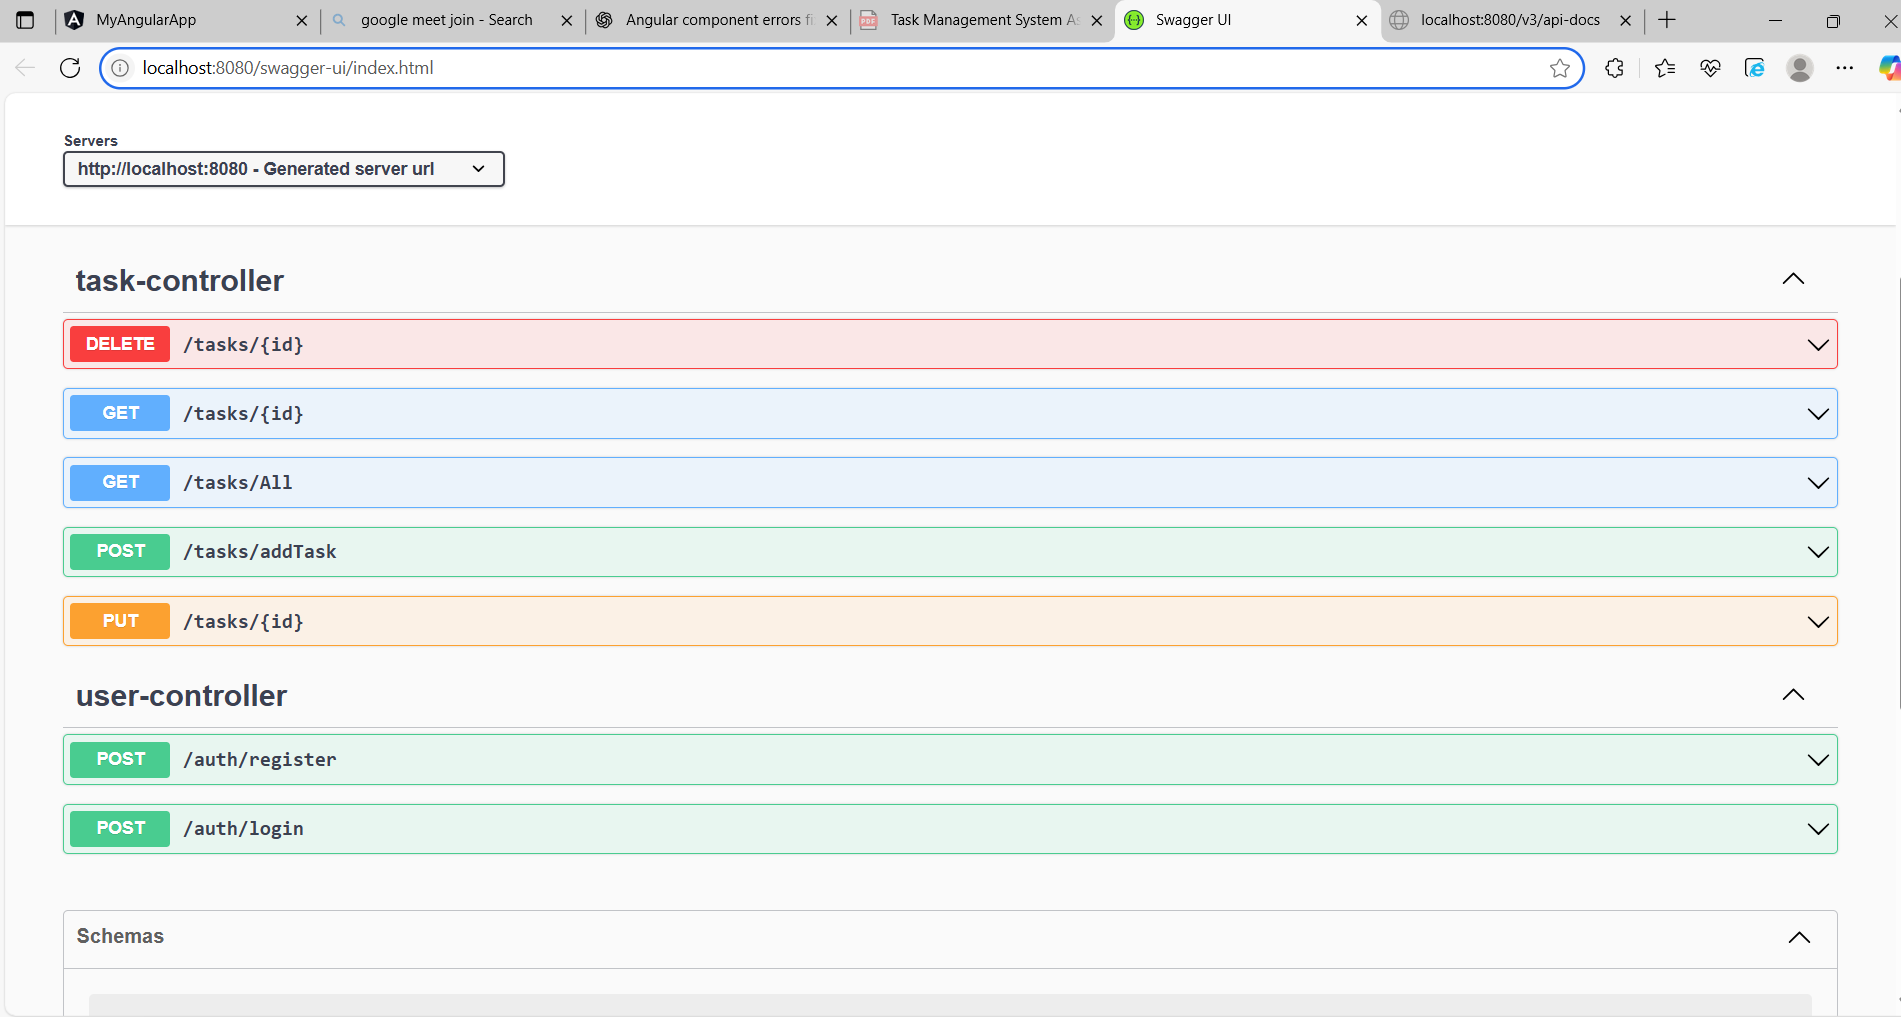 MyAngularApp
google meet join - Search
Angular component errors fi
Task Management System As
Swagger UI
localhost:8080/v3/api-docs
localhost:8080/swagger-ui/index.html
Servers
http://localhost:8080 - Generated server url
task-controller
DELETE /tasks/{id}
GET /tasks/{id}
GET /tasks/All
POST /tasks/addTask
PUT /tasks/{id}
user-controller
POST /auth/register
POST /auth/login
Schemas